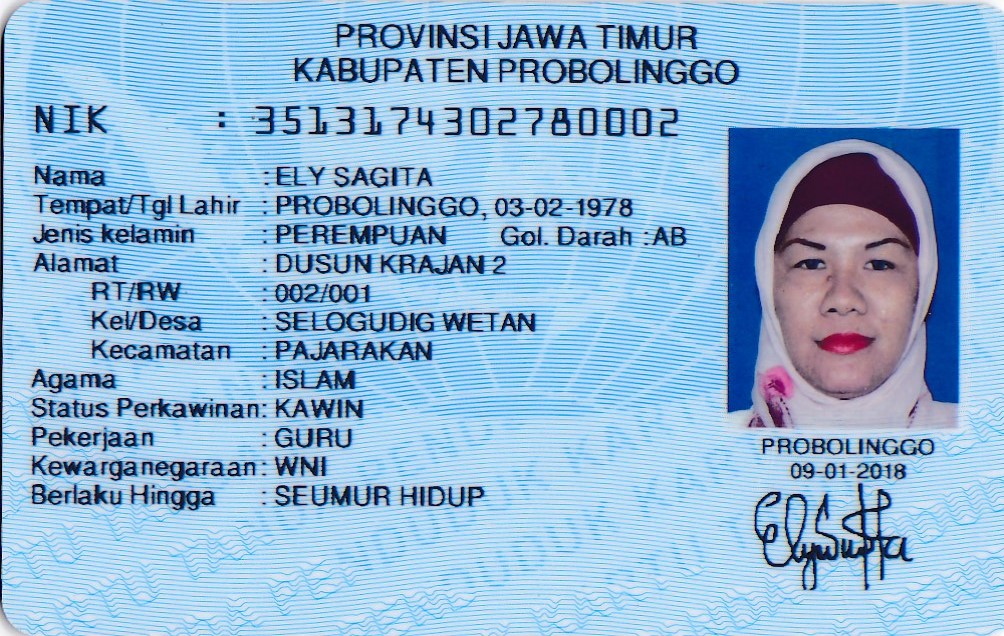 PROVINSI JAWA TIMUR
KABUPATEN PROBOLINGGO
NIK : 3513174302780002
Nama : ELY SAGITA
Tempat/Tgl Lahir : PROBOLINGGO, 03-02-1978
Jenis kelamin : PEREMPUAN Gol. Darah : AB
Alamat : DUSUN KRAJAN 2
RT/RW : 002/001
Kel/Desa : SELOGUDIG WETAN
Kecamatan : PAJARAKAN
Agama : ISLAM
Status Perkawinan: KAWIN
Pekerjaan : GURU
Kewarganegaraan : WNI
Berlaku Hingga : SEUMUR HIDUP
PROBOLINGGO
09-01-2018